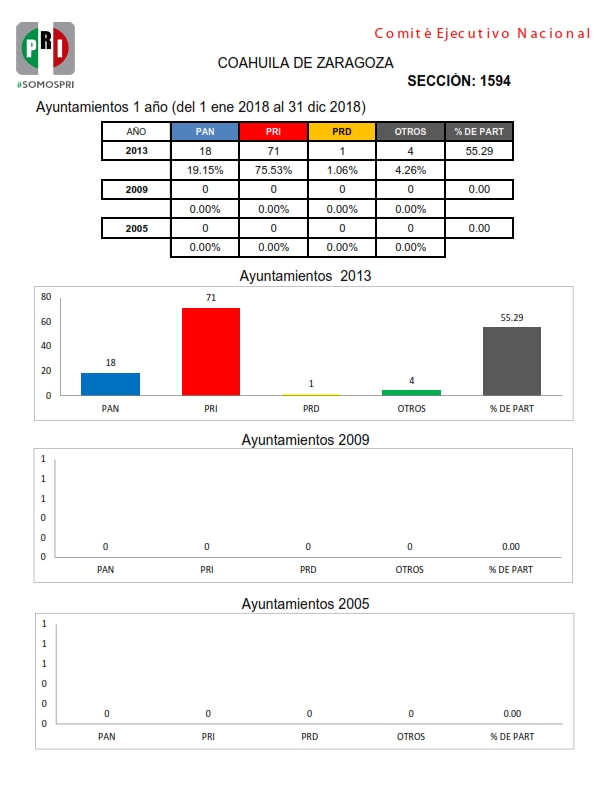 Comité Ejecutivo Nacional
PRI
#SOMOSPRI
COAHUILA DE ZARAGOZA
SECCIÓN: 1594
Ayuntamientos 1 año (del 1 ene 2018 al 31 dic 2018)
AÑO PAN PRI PRD OTROS % DE PART
2013 18 71 1 4 55.29
19.15% 75.53% 1.06% 4.26%
2009 0 0 0 0 0.00
0.00% 0.00% 0.00% 0.00%
2005 0 0 0 0 0.00
0.00% 0.00% 0.00% 0.00%
Ayuntamientos 2013
80
60
40
20
0
18 71 1 4 55.29
PAN PRI PRD OTROS % DE PART
Ayuntamientos 2009
1
1
1
0
0
0
0 0 0 0 0.00
PAN PRI PRD OTROS % DE PART
Ayuntamientos 2005
1
1
1
0
0
0
0 0 0 0 0.00
PAN PRI PRD OTROS % DE PART